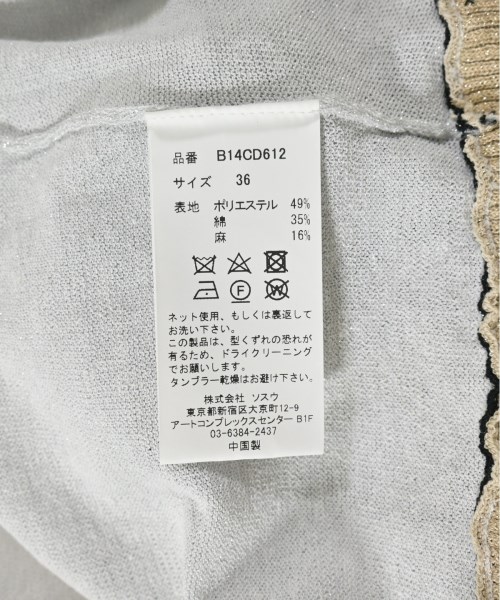 品番 B14CD612
サイズ 36
表地 ポリエステル 49%
綿 35%
麻 16%
F W
ネット使用、もしくは裏返して
お洗い下さい。
この製品は、型くずれの恐れが
有るため、ドライクリーニング
でお願いします。
タンブラー乾燥はお避け下さい。
株式会社 ソスウ
東京都新宿区大京町12-9
アートコンプレックスセンター B1F
03-6384-2437
中国製